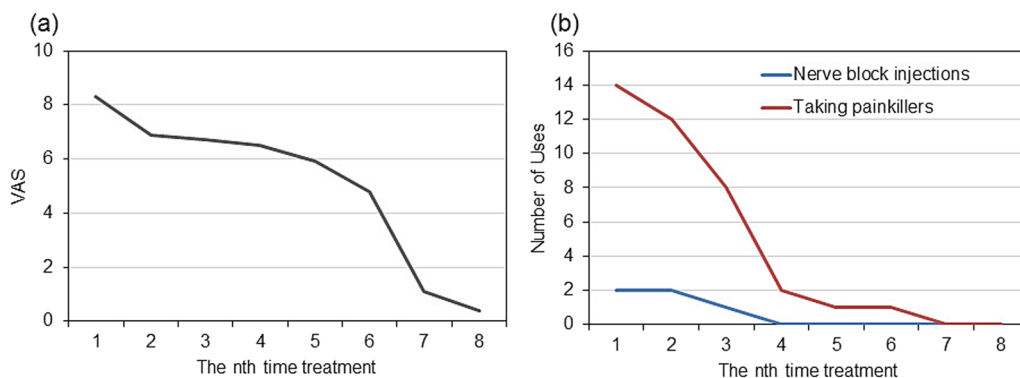 (a)
10
8
6
4
2
0
VAS
1 2 3 4 5 6 7 8
The nth time treatment
(b)
16
14
12
10
8
6
4
2
0
Number of Uses
Nerve block injections
Taking painkillers
1 2 3 4 5 6 7 8
The nth time treatment